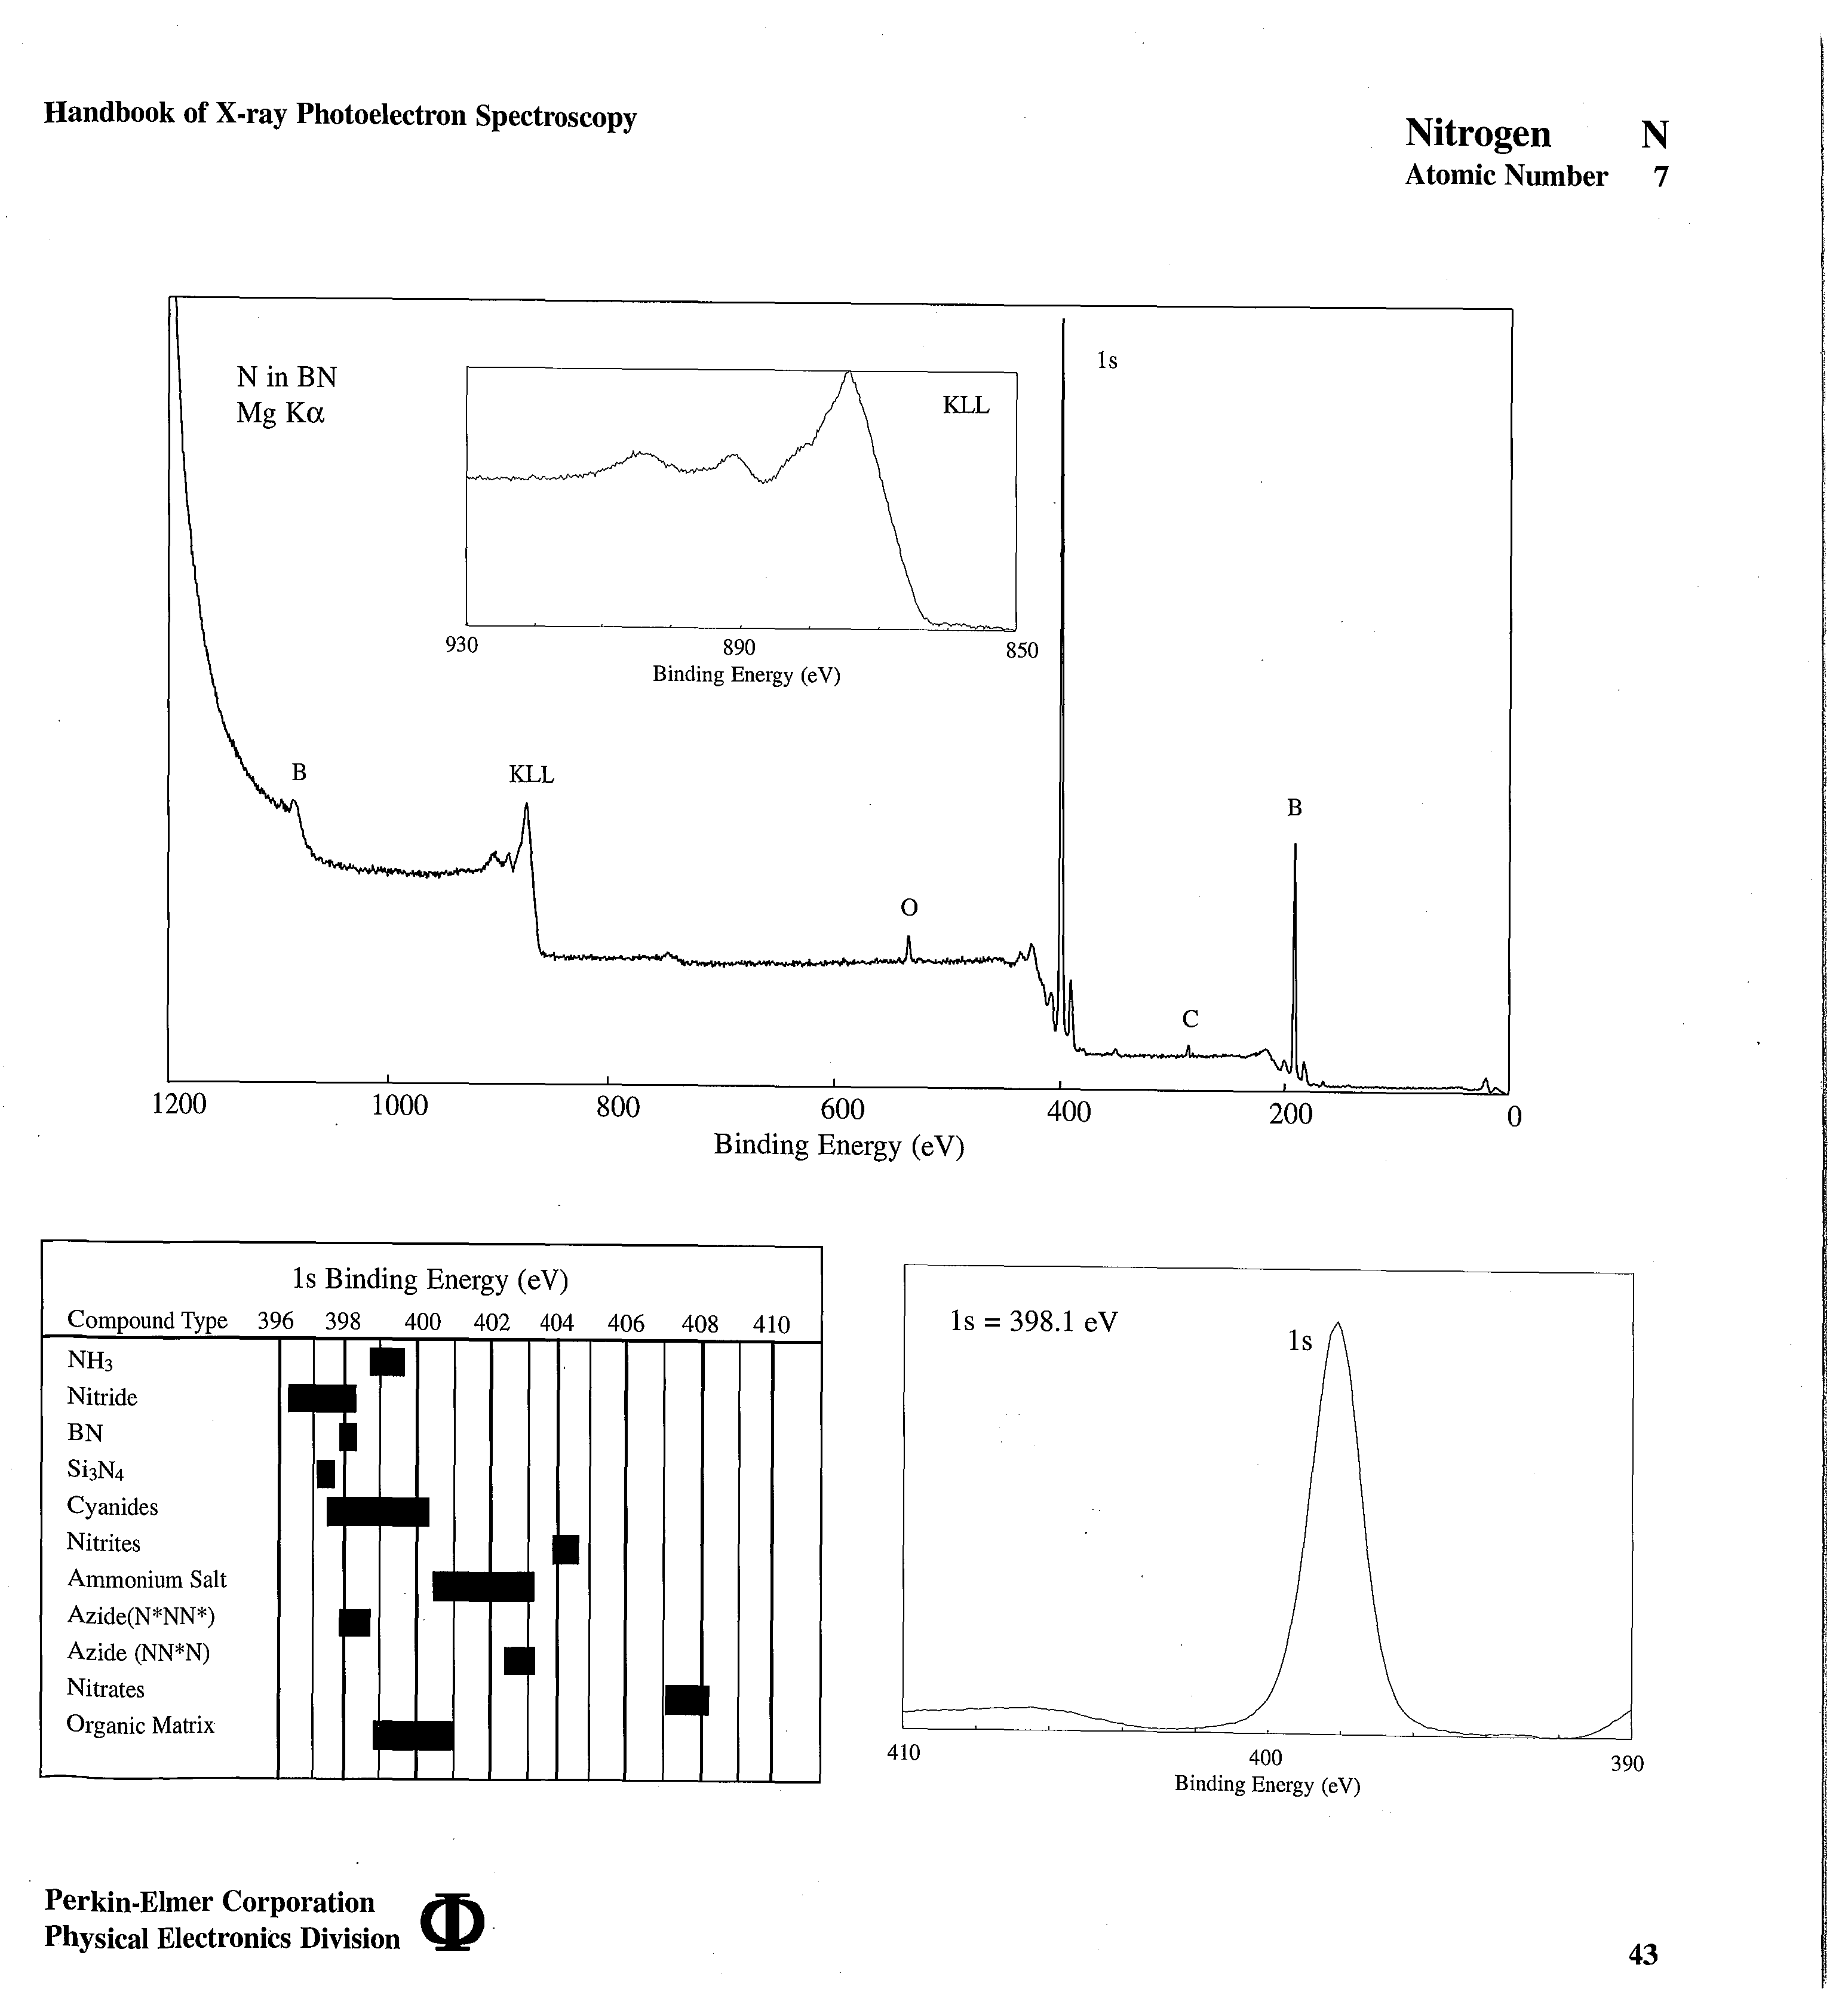 Handbook of X-ray Photoelectron Spectroscopy
Nitrogen N
Atomic Number 7
N in BN
Mg Kα
KLL
1s
930 890 850
Binding Energy (eV)
B
KLL
O
C
B
1200 1000 800 600 400 200 0
Binding Energy (eV)
1s Binding Energy (eV)
Compound Type 396 398 400 402 404 406 408 410
NH3
Nitride
BN
Si3N4
Cyanides
Nitrites
Ammonium Salt
Azide(N*NN*)
Azide (NN*N)
Nitrates
Organic Matrix
1s = 398.1 eV
1s
410 400 390
Binding Energy (eV)
Perkin-Elmer Corporation
Physical Electronics Division
Φ
43